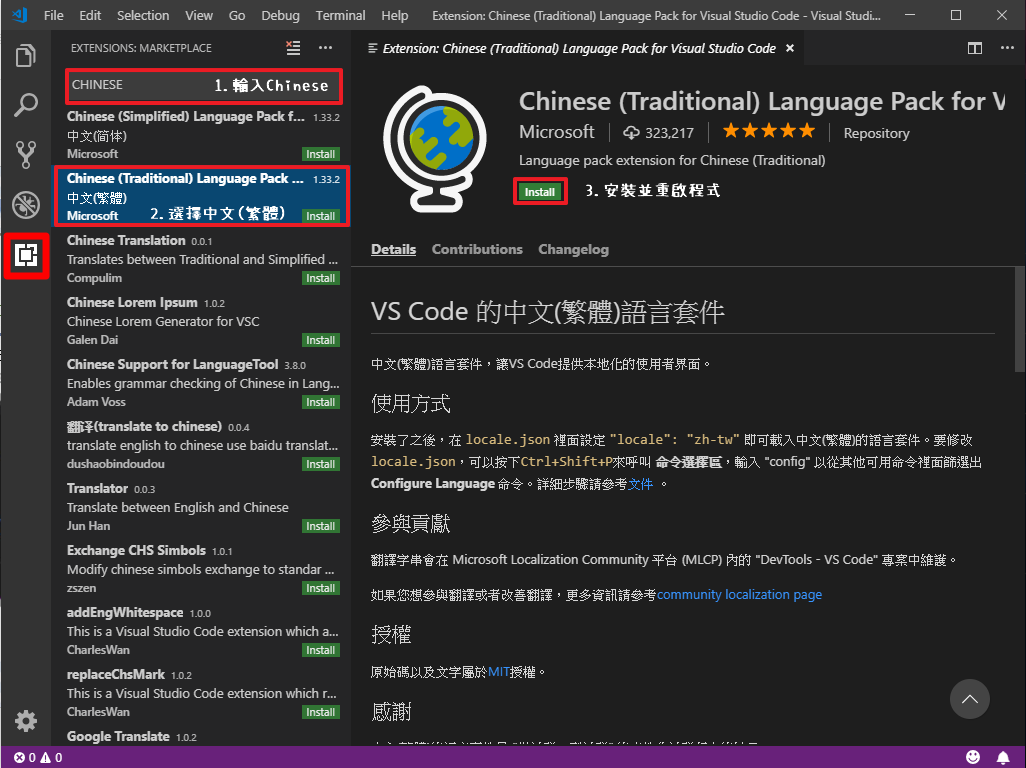 File Edit Selection View Go Debug Terminal Help Extension: Chinese (Traditional) Language Pack for Visual Studio Code - Visual Studi...
EXTENSIONS: MARKETPLACE
CHINESE 1.輸入Chinese
Chinese (Simplified) Language Pack f... 1.33.2
中文(简体)
Microsoft Install
Chinese (Traditional) Language Pack ... 1.33.2
中文(繁體)
Microsoft 2.選擇中文(繁體) Install
Chinese Translation 0.0.1
Translates between Traditional and Simplified ...
Compulim Install
Chinese Lorem Ipsum 1.0.2
Chinese Lorem Generator for VSC
Galen Dai Install
Chinese Support for LanguageTool 3.8.0
Enables grammar checking of Chinese in Lang...
Adam Voss Install
翻译(translate to chinese) 0.0.4
translate english to chinese use baidu translat...
dushaobindoudou Install
Translator 0.0.3
Translate between English and Chinese
Jun Han Install
Exchange CHS Simbols 1.0.1
Modify chinese simbols exchange to standar ...
zszen Install
addEngWhitespace 1.0.0
This is a Visual Studio Code extension which a...
CharlesWan Install
replaceChsMark 1.0.2
This is a Visual Studio Code extension which r...
CharlesWan Install
Google Translate 1.0.2
Extension: Chinese (Traditional) Language Pack for Visual Studio Code
Chinese (Traditional) Language Pack for V
Microsoft 323,217 Repository
Language pack extension for Chinese (Traditional)
Install 3.安裝並重啟程式
Details Contributions Changelog
VS Code 的中文(繁體)語言套件
中文(繁體)語言套件，讓VS Code提供本地化的使用者界面。
使用方式
安裝了之後，在 locale.json 裡面設定 "locale": "zh-tw" 即可載入中文(繁體)的語言套件。要修改
locale.json，可以按下Ctrl+Shift+P來呼叫 命令選擇區，輸入 "config" 以從其他可用命令裡面篩選出
Configure Language 命令。詳細步驟請參考文件 。
參與貢獻
翻譯字串會在 Microsoft Localization Community 平台 (MLCP) 內的 "DevTools - VS Code" 專案中維護。
如果您想參與翻譯或者改善翻譯，更多資訊請參考community localization page
授權
原始碼以及文字屬於MIT授權。
感謝
0 0